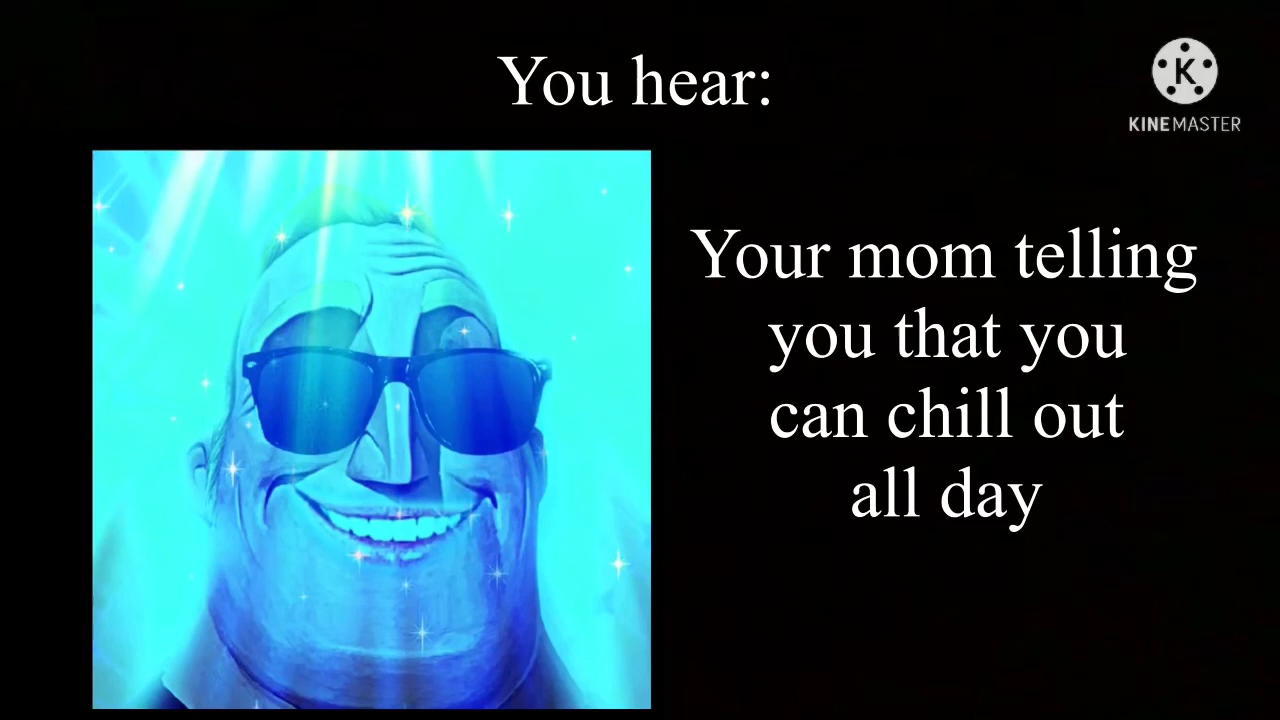 You hear:
K
KINEMASTER
Your mom telling
you that you
can chill out
all day